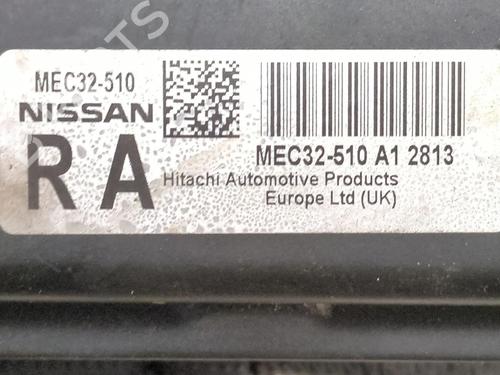 MEC32-510
NISSAN
R A
MEC32-510 A1 2813
Hitachi Automotive Products
Europe Ltd (UK)